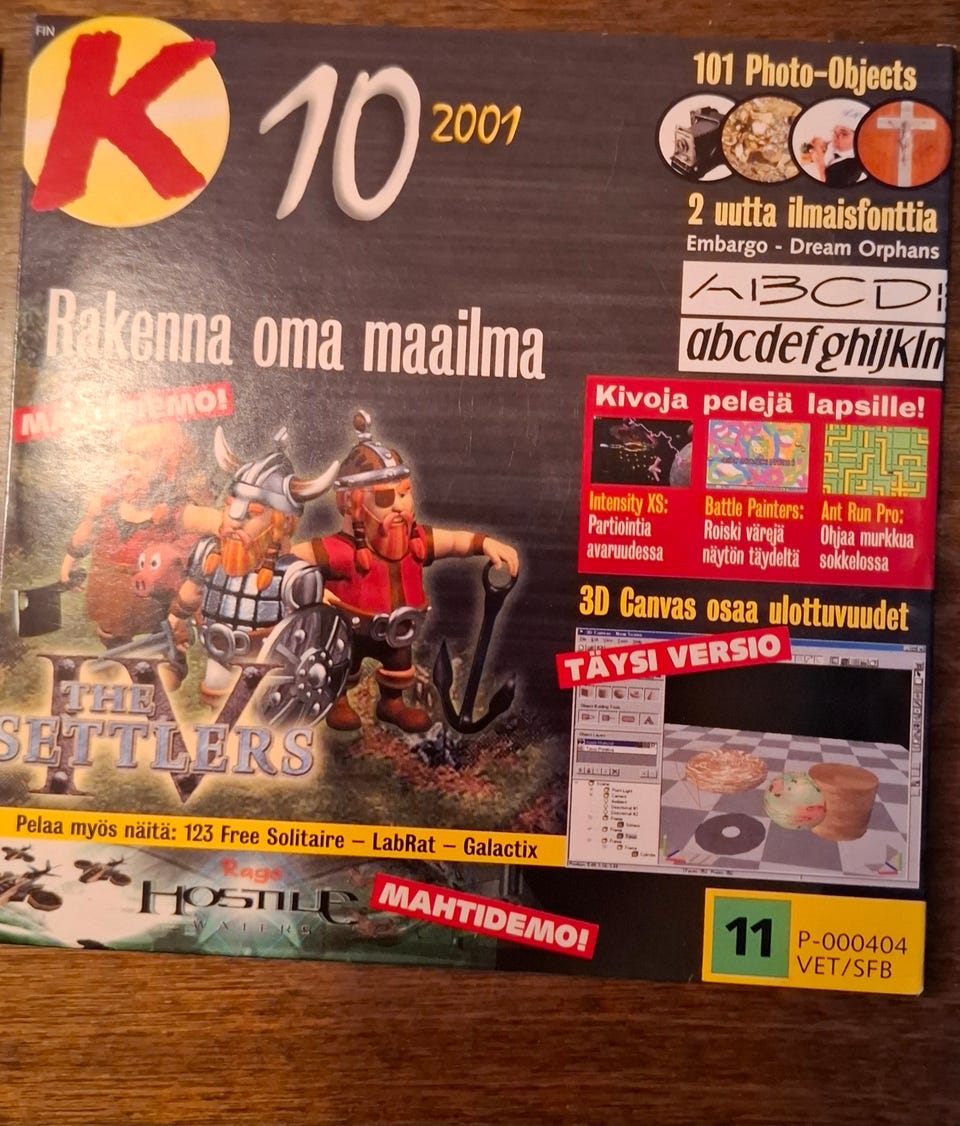 FIN
K
10 2001
101 Photo-Objects
2 uutta ilmaisfonttia
Embargo - Dream Orphans
ABCD
abcdefghijklm
Rakenna oma maailma
MAHTIDEMO!
THE
SETTLERS
IV
Kivoja pelejä lapsille!
Intensity XS:
Partiointia
avaruudessa
Battle Painters:
Roiski värejä
näytön täydeltä
Ant Run Pro:
Ohjaa murkkua
sokkelossa
3D Canvas osaa ulottuvuudet
TÄYSI VERSIO
Pelaa myös näitä: 123 Free Solitaire – LabRat – Galactix
Rage
HOSTILE
WATERS
MAHTIDEMO!
11
P-000404
VET/SFB